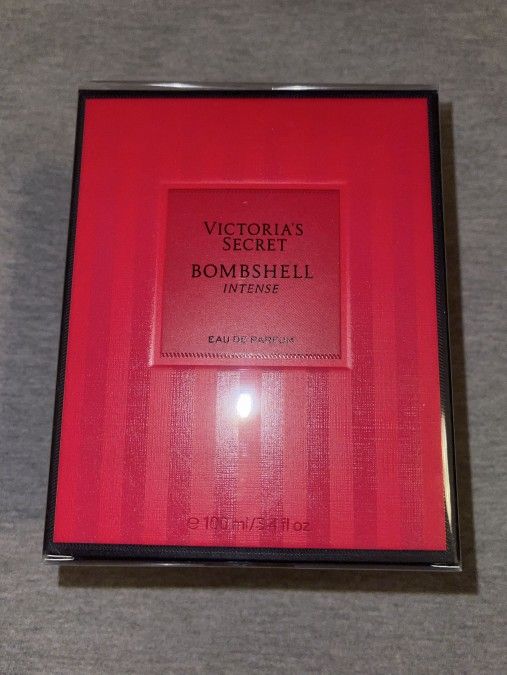 VICTORIA'S
SECRET
BOMBSHELL
INTENSE
EAU DE PARFUM
℮ 100 ml/3.4 fl oz